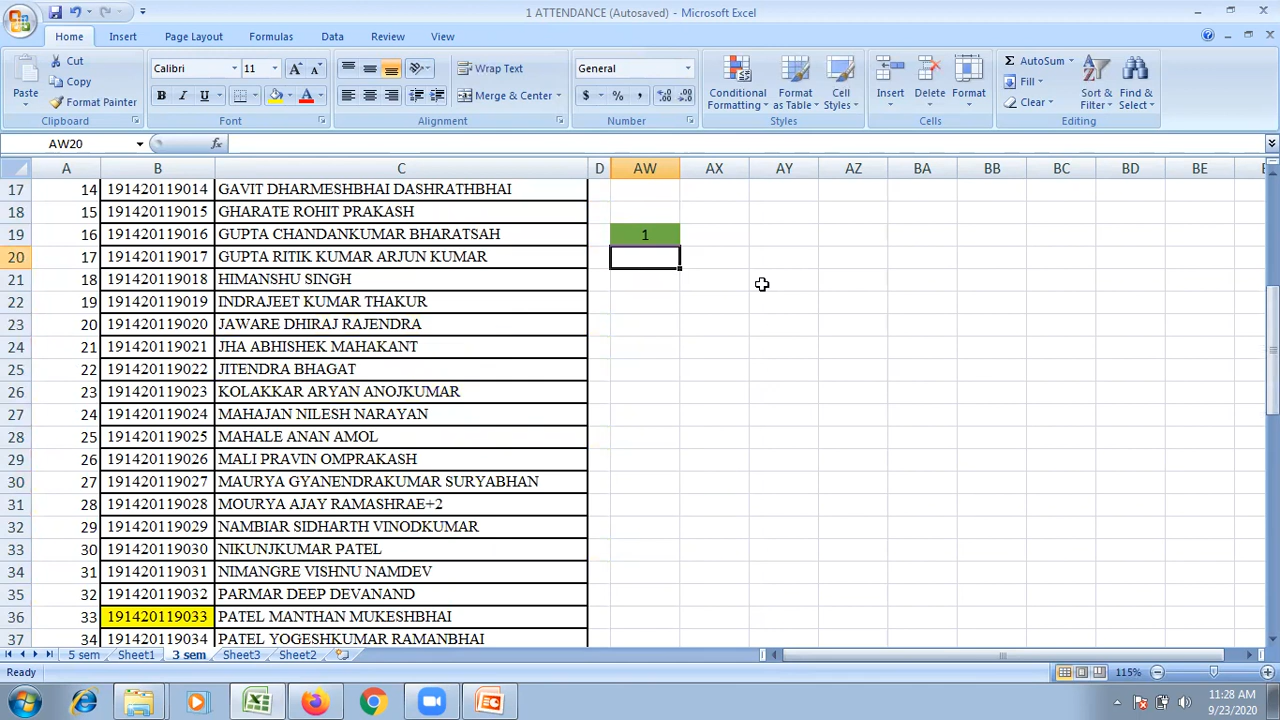 1 ATTENDANCE (Autosaved) - Microsoft Excel
Home Insert Page Layout Formulas Data Review View
Paste Cut Copy Format Painter Clipboard
Calibri 11 Font
Wrap Text Merge & Center Alignment
General Number
Conditional Formatting Format as Table Cell Styles Styles
Insert Delete Format Cells
AutoSum Fill Clear Sort & Filter Find & Select Editing
AW20 fx
A B C D AW AX AY AZ BA BB BC BD BE
17 14 191420119014 GAVIT DHARMESHBHAI DASHRATHBHAI
18 15 191420119015 GHARATE ROHIT PRAKASH
19 16 191420119016 GUPTA CHANDANKUMAR BHARATSAH 1
20 17 191420119017 GUPTA RITIK KUMAR ARJUN KUMAR
21 18 191420119018 HIMANSHU SINGH
22 19 191420119019 INDRAJEET KUMAR THAKUR
23 20 191420119020 JAWARE DHIRAJ RAJENDRA
24 21 191420119021 JHA ABHISHEK MAHAKANT
25 22 191420119022 JITENDRA BHAGAT
26 23 191420119023 KOLAKKAR ARYAN ANOJKUMAR
27 24 191420119024 MAHAJAN NILESH NARAYAN
28 25 191420119025 MAHALE ANAN AMOL
29 26 191420119026 MALI PRAVIN OMPRAKASH
30 27 191420119027 MAURYA GYANENDRAKUMAR SURYABHAN
31 28 191420119028 MOURYA AJAY RAMASHRAE+2
32 29 191420119029 NAMBIAR SIDHARTH VINODKUMAR
33 30 191420119030 NIKUNJKUMAR PATEL
34 31 191420119031 NIMANGRE VISHNU NAMDEV
35 32 191420119032 PARMAR DEEP DEVANAND
36 33 191420119033 PATEL MANTHAN MUKESHBHAI
37 34 191420119034 PATEL YOGESHKUMAR RAMANBHAI
5 sem Sheet1 3 sem Sheet3 Sheet2
Ready 115%
11:28 AM
9/23/2020